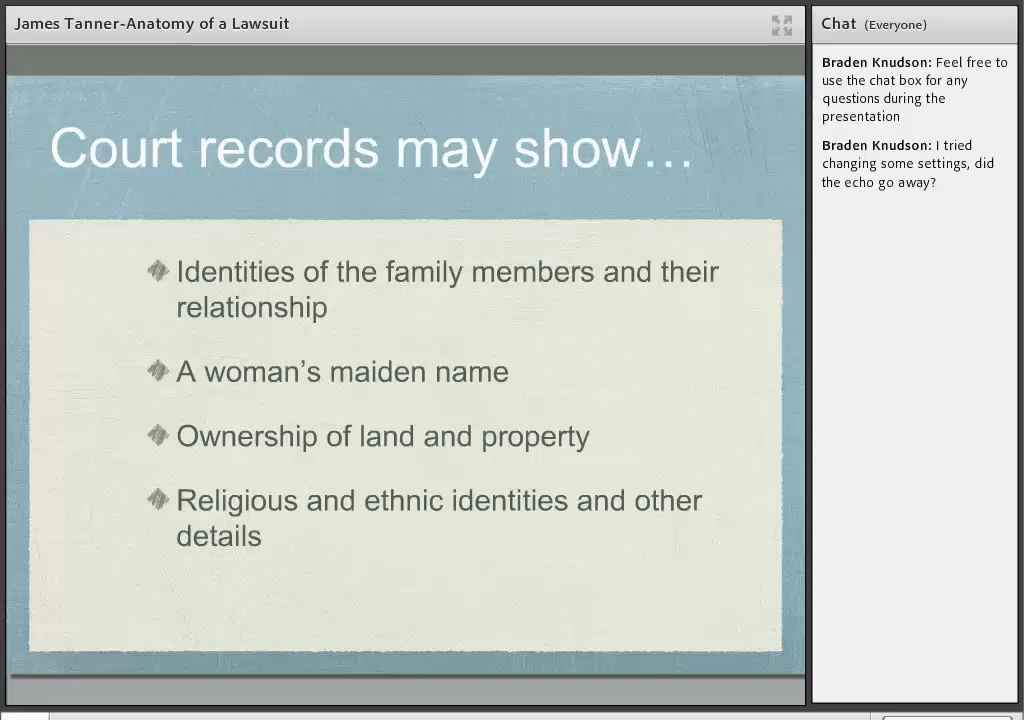 James Tanner-Anatomy of a Lawsuit
Court records may show…
Identities of the family members and their
relationship
A woman’s maiden name
Ownership of land and property
Religious and ethnic identities and other
details
Chat (Everyone)
Braden Knudson: Feel free to
use the chat box for any
questions during the
presentation
Braden Knudson: I tried
changing some settings, did
the echo go away?